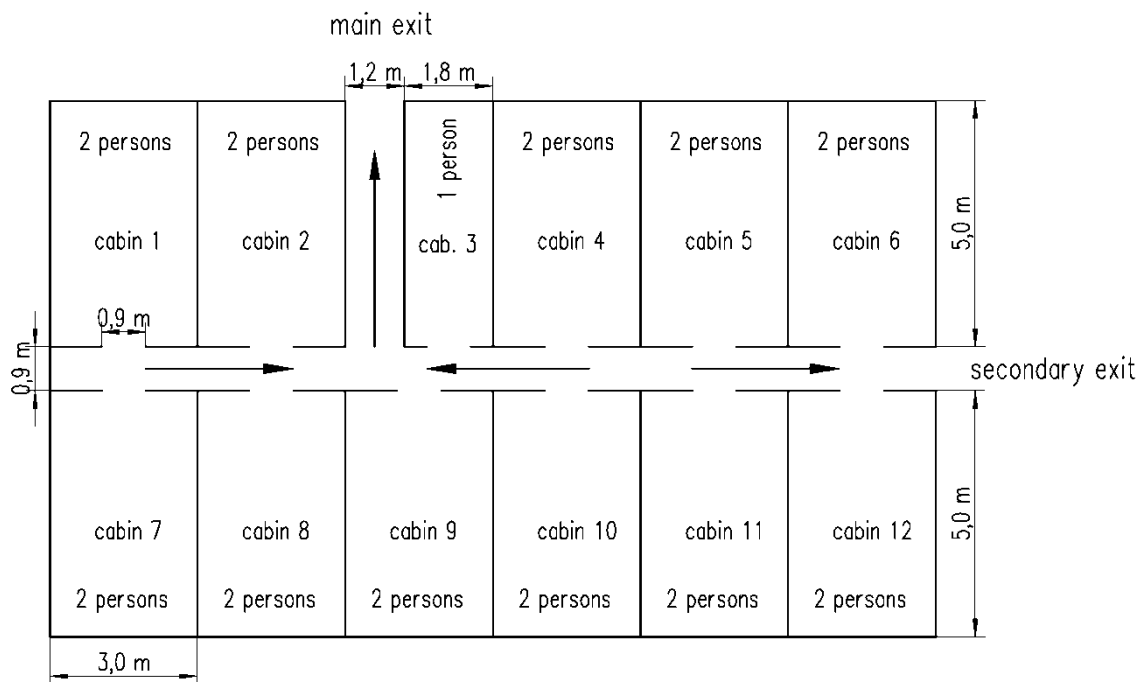 main exit
1,2 m 1,8 m
2 persons 2 persons 1 person 2 persons 2 persons 2 persons
cabin 1 cabin 2 cab. 3 cabin 4 cabin 5 cabin 6
5,0 m
0,9 m
0,9 m
secondary exit
5,0 m
cabin 7 cabin 8 cabin 9 cabin 10 cabin 11 cabin 12
2 persons 2 persons 2 persons 2 persons 2 persons 2 persons
3,0 m